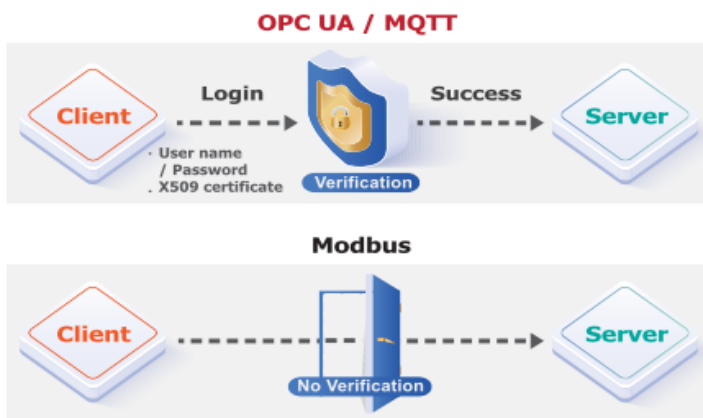 OPC UA / MQTT
Client
Login
Success
Server
· User name
/ Password
. X509 certificate
Verification
Modbus
Client
Server
No Verification